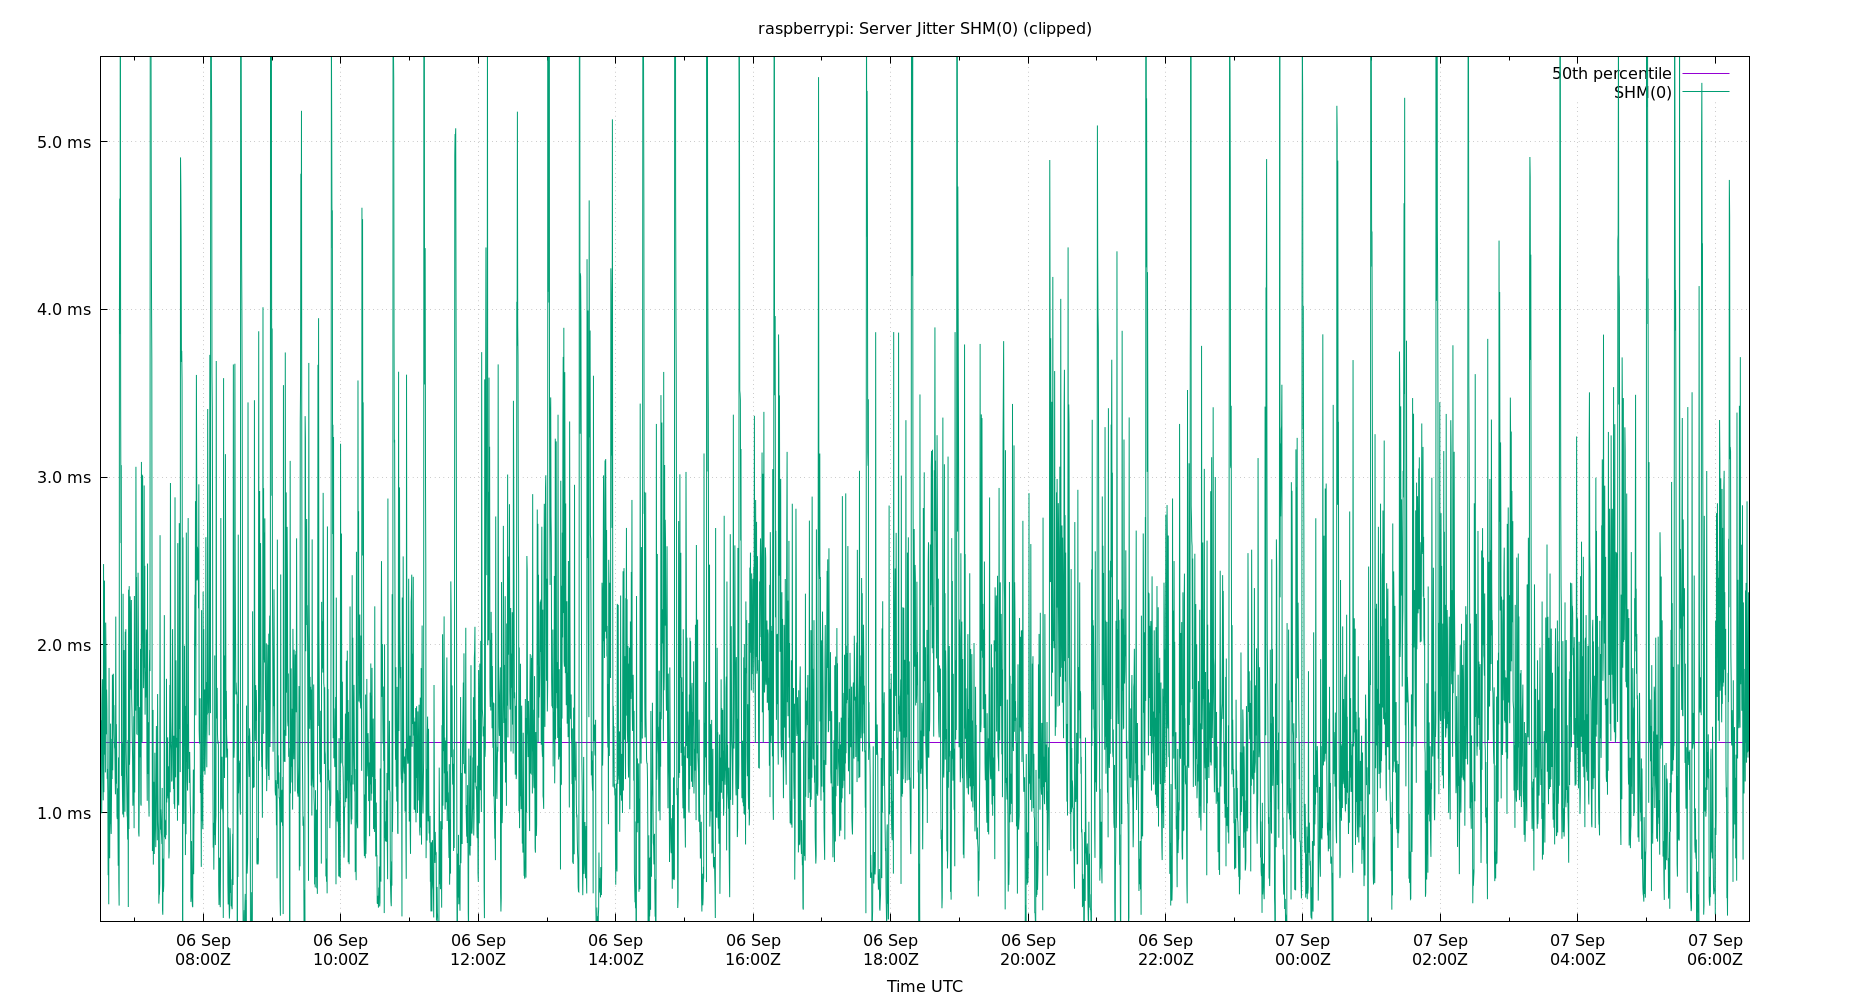 raspberrypi: Server Jitter SHM(0) (clipped)
50th percentile
SHM(0)
5.0 ms
4.0 ms
3.0 ms
2.0 ms
1.0 ms
06 Sep 06 Sep 06 Sep 06 Sep 06 Sep 06 Sep 06 Sep 06 Sep 07 Sep 07 Sep 07 Sep 07 Sep
08:00Z 10:00Z 12:00Z 14:00Z 16:00Z 18:00Z 20:00Z 22:00Z 00:00Z 02:00Z 04:00Z 06:00Z
Time UTC